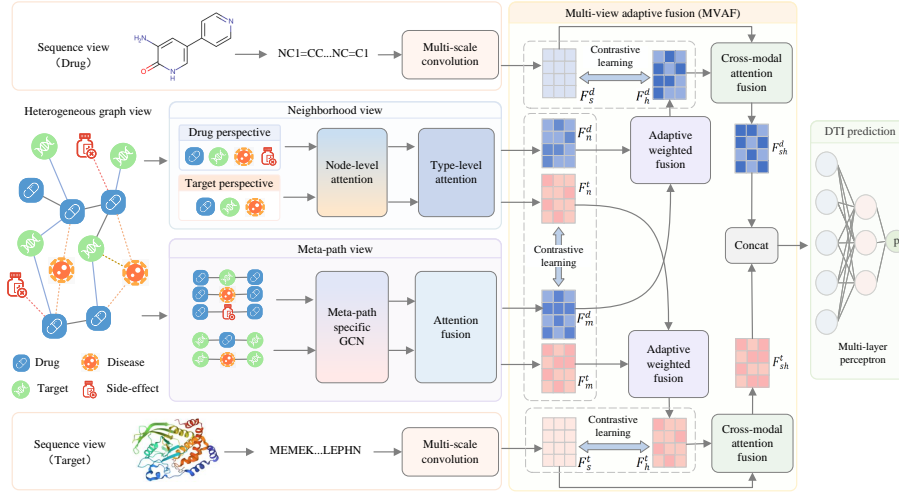 Multi-view adaptive fusion (MVAF)
Sequence view
（Drug）
H₂N
N
O
N
H
NC1=CC...NC=C1
Multi-scale
convolution
Contrastive
learning
F_s^d
F_h^d
Cross-modal
attention
fusion
Heterogeneous graph view
Neighborhood view
Drug perspective
Target perspective
Node-level
attention
Type-level
attention
F_n^d
F_n^t
Adaptive
weighted
fusion
F_sh^d
DTI prediction
Contrastive
learning
Concat
p
Meta-path view
Meta-path
specific
GCN
Attention
fusion
F_m^d
F_m^t
Adaptive
weighted
fusion
F_sh^t
Multi-layer
perceptron
Drug
Disease
Target
Side-effect
Sequence view
（Target）
MEMEK...LEPHN
Multi-scale
convolution
Contrastive
learning
F_s^t
F_h^t
Cross-modal
attention
fusion